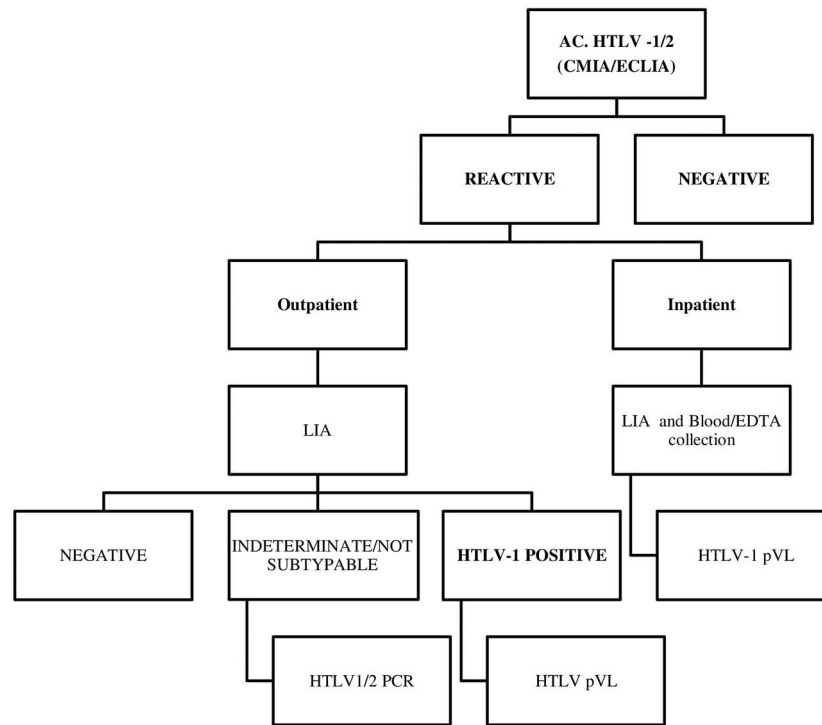 AC. HTLV -1/2
(CMIA/ECLIA)
REACTIVE
NEGATIVE
Outpatient
Inpatient
LIA
LIA and Blood/EDTA
collection
NEGATIVE
INDETERMINATE/NOT
SUBTYPABLE
HTLV-1 POSITIVE
HTLV-1 pVL
HTLV1/2 PCR
HTLV pVL